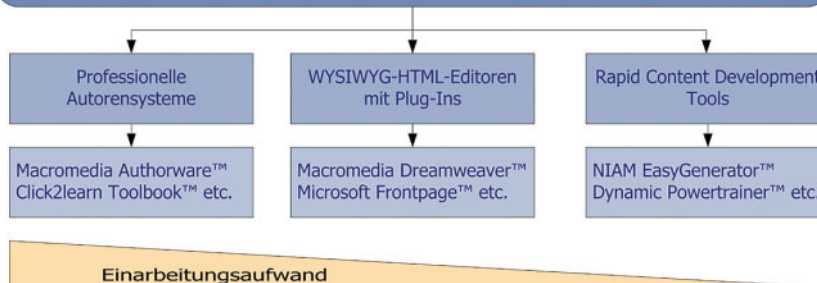 Professionelle
Autorensysteme
WYSIWYG-HTML-Editoren
mit Plug-Ins
Rapid Content Development
Tools
Macromedia Authorware™
Click2learn Toolbook™ etc.
Macromedia Dreamweaver™
Microsoft Frontpage™ etc.
NIAM EasyGenerator™
Dynamic Powertrainer™ etc.
Einarbeitungsaufwand